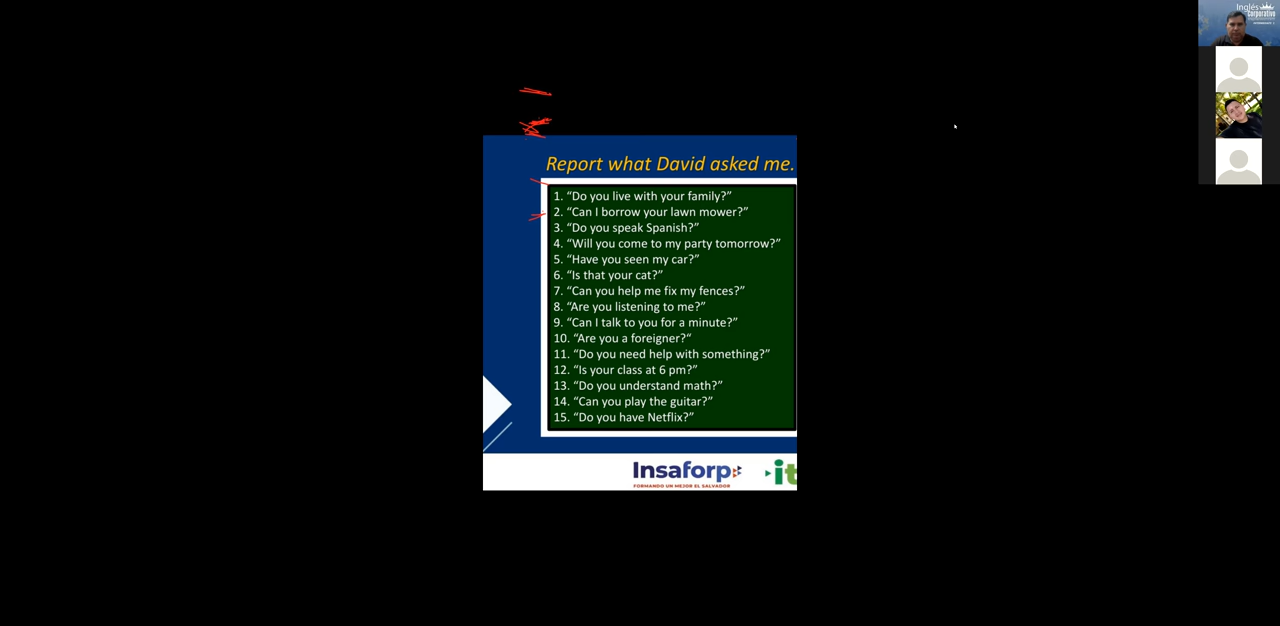 Inglés
Corporativo
Report what David asked me.
1. “Do you live with your family?”
2. “Can I borrow your lawn mower?”
3. “Do you speak Spanish?”
4. “Will you come to my party tomorrow?”
5. “Have you seen my car?”
6. “Is that your cat?”
7. “Can you help me fix my fences?”
8. “Are you listening to me?”
9. “Can I talk to you for a minute?”
10. “Are you a foreigner?“
11. “Do you need help with something?”
12. “Is your class at 6 pm?”
13. “Do you understand math?”
14. “Can you play the guitar?”
15. “Do you have Netflix?”
Insaforp
FORMANDO UN MEJOR EL SALVADOR
it